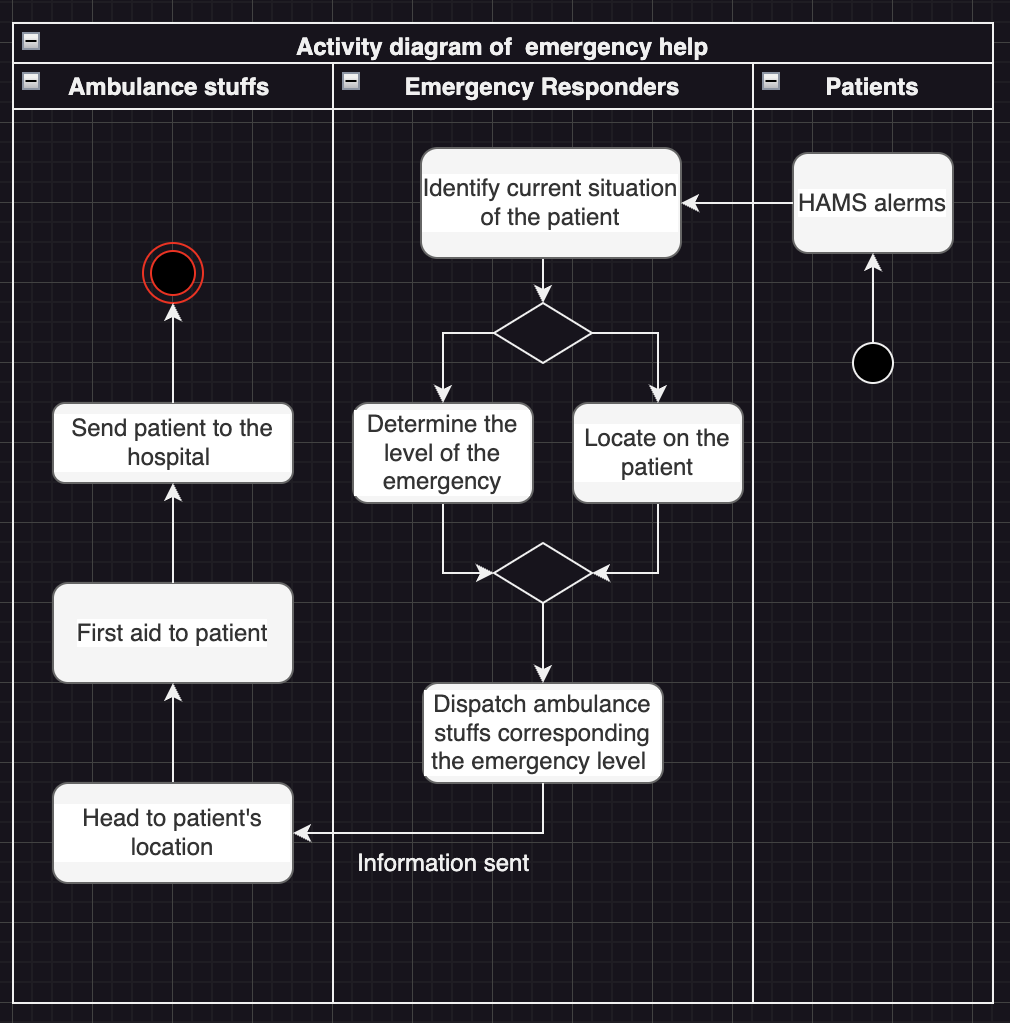 Activity diagram of  emergency help
Ambulance stuffs
Emergency Responders
Patients
Identify current situation
of the patient
HAMS alerms
Determine the
level of the
emergency
Locate on the
patient
Send patient to the
hospital
First aid to patient
Dispatch ambulance
stuffs corresponding
the emergency level
Head to patient's
location
Information sent